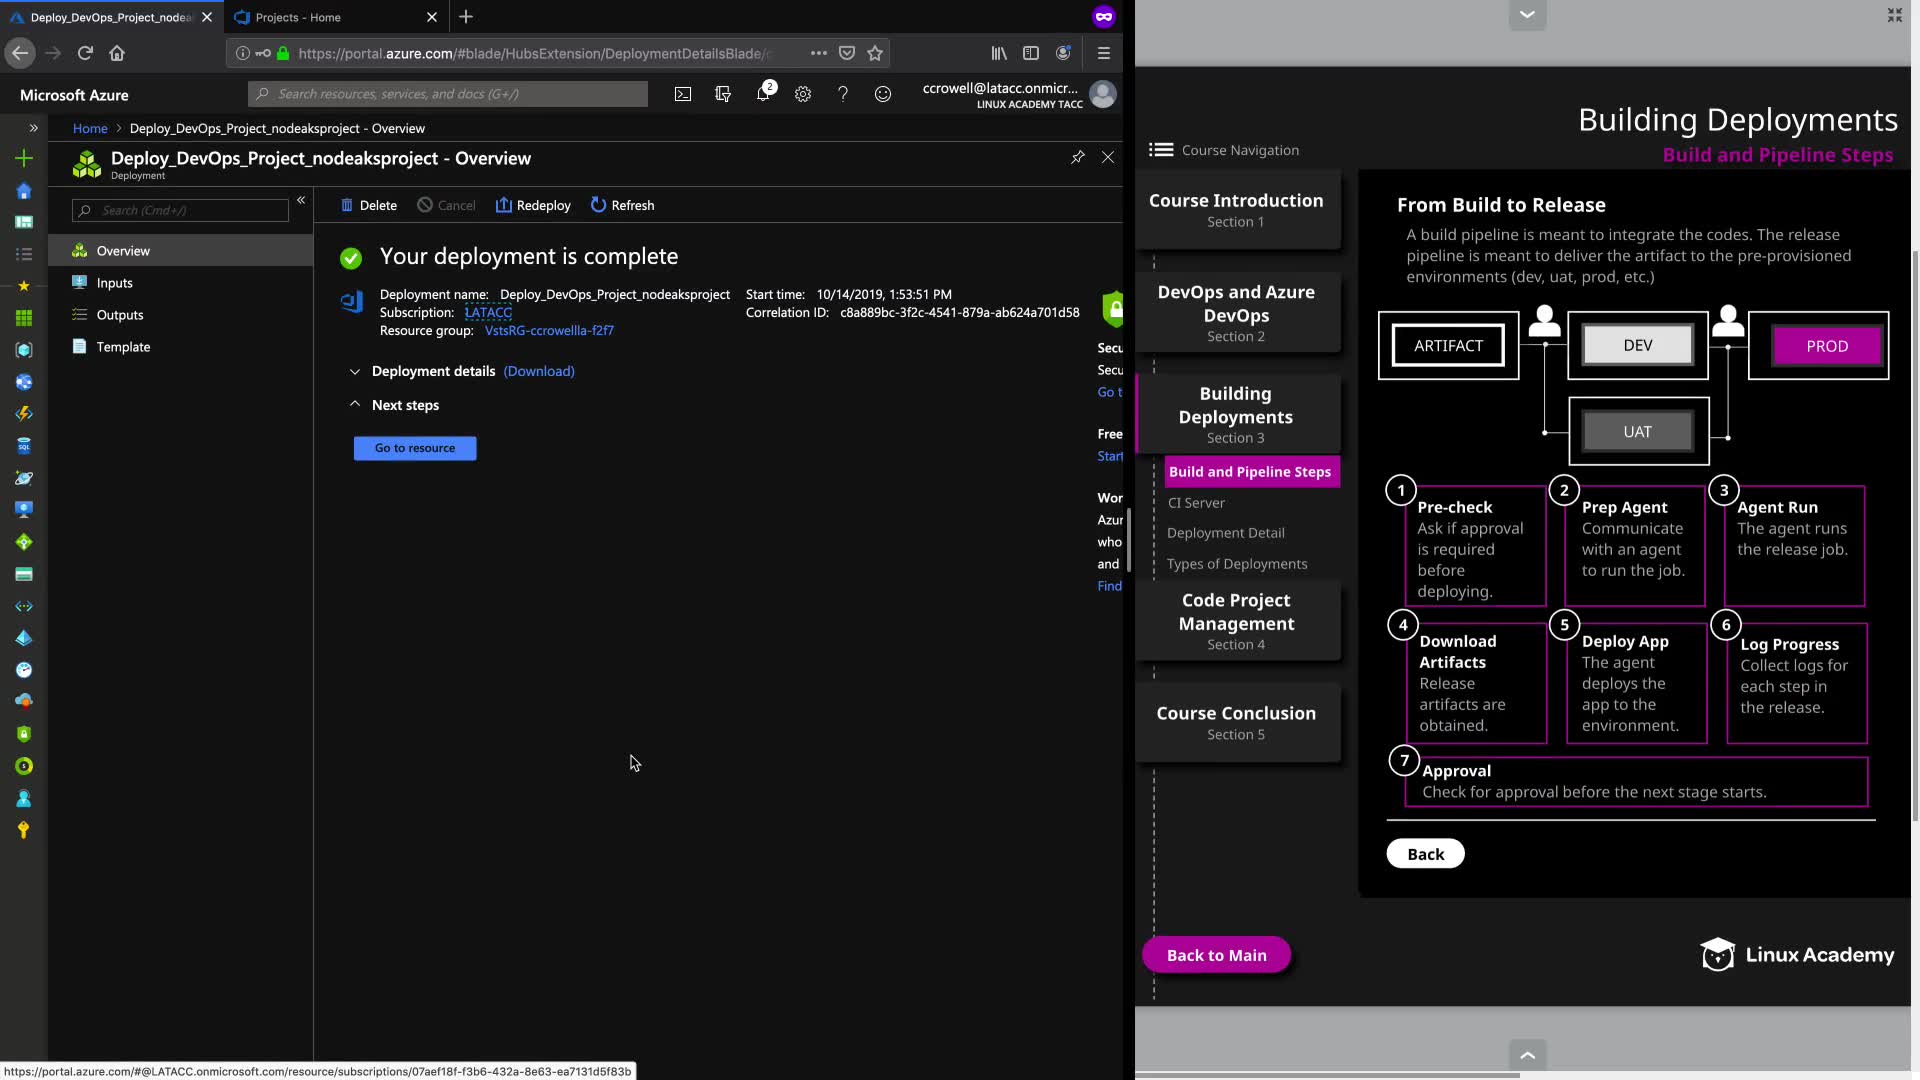 Deploy_DevOps_Project_nodea
Projects - Home
https://portal.azure.com/#blade/HubsExtension/DeploymentDetailsBlade/
Microsoft Azure
Search resources, services, and docs (G+/)
2
ccrowell@latacc.onmicr...
LINUX ACADEMY TACC
Home > Deploy_DevOps_Project_nodeaksproject - Overview
Deploy_DevOps_Project_nodeaksproject - Overview
Deployment
Search (Cmd+/)
Overview
Inputs
Outputs
Template
Delete
Cancel
Redeploy
Refresh
Your deployment is complete
Deployment name: Deploy_DevOps_Project_nodeaksproject
Subscription: LATACC
Resource group: VstsRG-ccrowellla-f2f7
Start time: 10/14/2019, 1:53:51 PM
Correlation ID: c8a889bc-3f2c-4541-879a-ab624a701d58
Deployment details (Download)
Next steps
Go to resource
Secu
Secu
Go t
Free
Start
Wor
Azur
who
and
Find
https://portal.azure.com/#@LATACC.onmicrosoft.com/resource/subscriptions/07aef18f-f3b6-432a-8e63-ea7131d5f83b
Building Deployments
Build and Pipeline Steps
Course Navigation
Course Introduction
Section 1
DevOps and Azure
DevOps
Section 2
Building
Deployments
Section 3
Build and Pipeline Steps
CI Server
Deployment Detail
Types of Deployments
Code Project
Management
Section 4
Course Conclusion
Section 5
Back to Main
From Build to Release
A build pipeline is meant to integrate the codes. The release
pipeline is meant to deliver the artifact to the pre-provisioned
environments (dev, uat, prod, etc.)
ARTIFACT
DEV
PROD
UAT
1
Pre-check
Ask if approval
is required
before
deploying.
2
Prep Agent
Communicate
with an agent
to run the job.
3
Agent Run
The agent runs
the release job.
4
Download
Artifacts
Release
artifacts are
obtained.
5
Deploy App
The agent
deploys the
app to the
environment.
6
Log Progress
Collect logs for
each step in
the release.
7
Approval
Check for approval before the next stage starts.
Back
Linux Academy